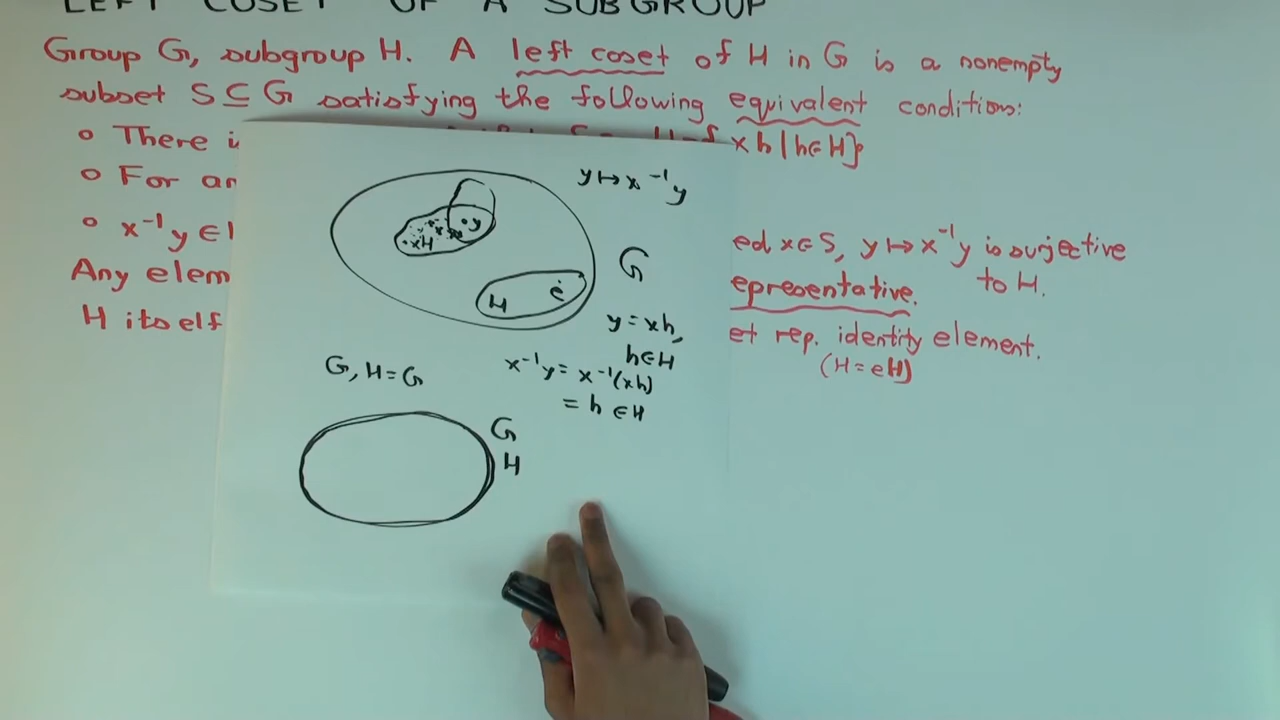 LEFT COSET OF A SUBGROUP
Group G, subgroup H. A left coset of H in G is a nonempty
subset S ⊆ G satisfying the following equivalent conditions:
o There i
xh | h ∈ H}
o For an
o x⁻¹y ∈ H
ed x ∈ S, y ↦ x⁻¹y is surjective
to H.
Any elem
epresentative.
H itself
et rep. identity element.
(H = eH)
y ↦ x⁻¹y
y
xH
G
H
e
y = xh,
h ∈ H
x⁻¹y = x⁻¹(xh)
= h ∈ H
G, H = G
G
H